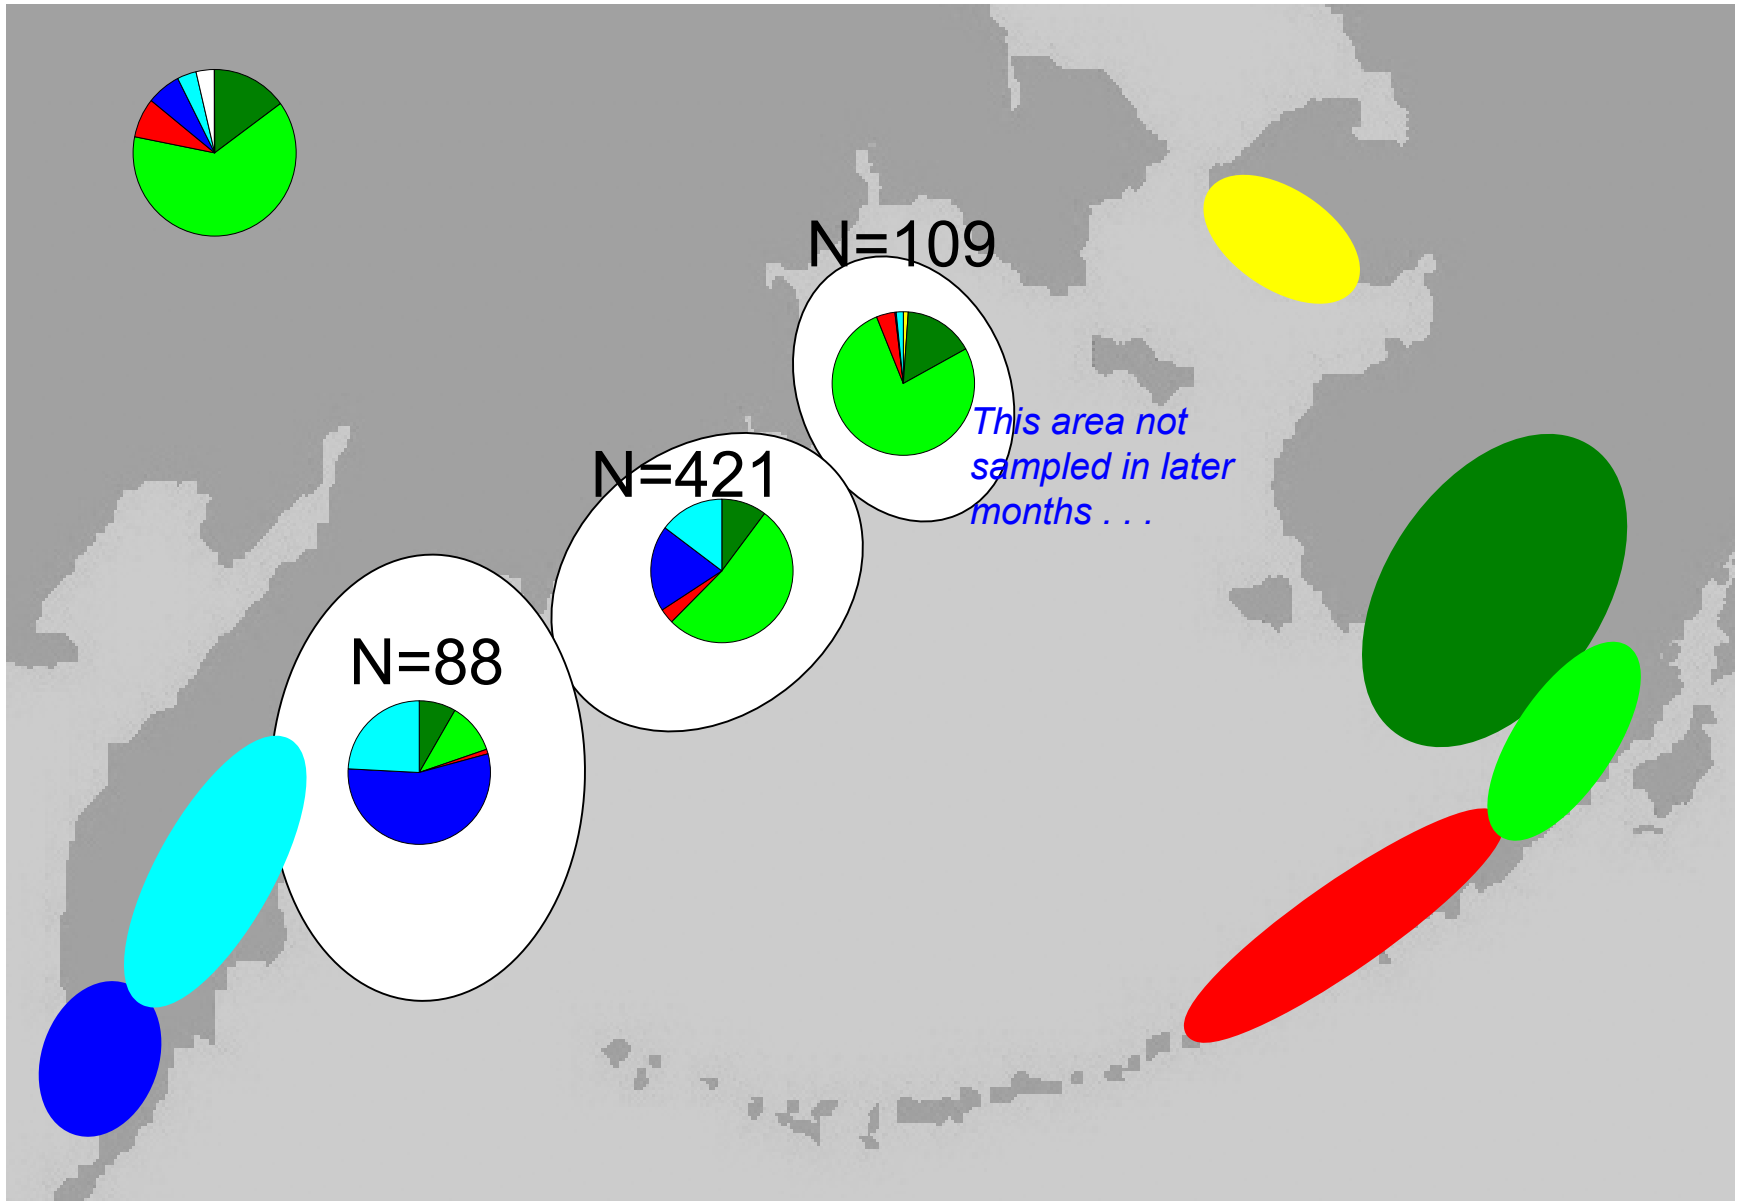 N=109
This area not
sampled in later
months . . .
N=421
N=88